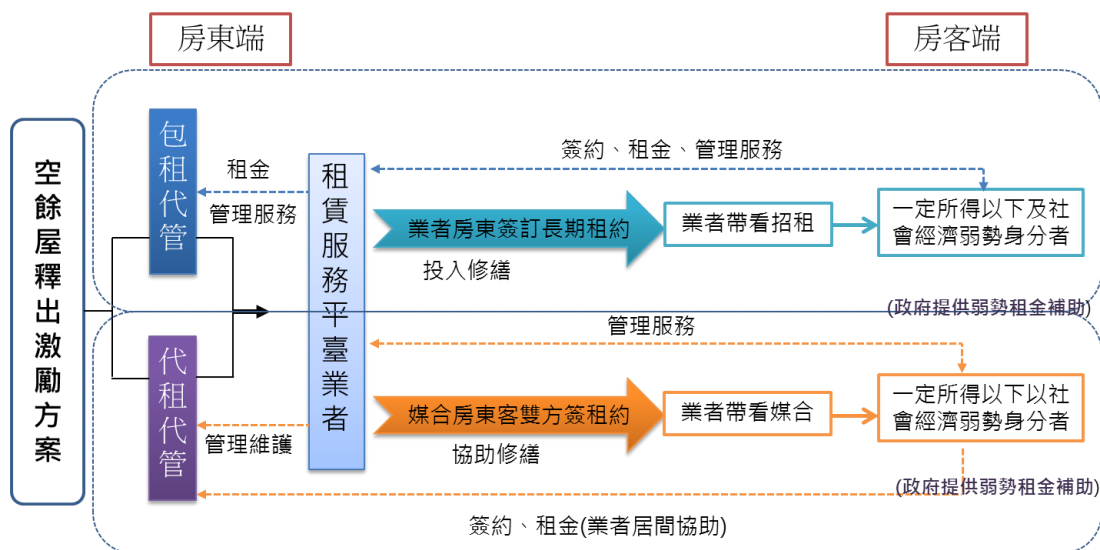 房東端
房客端
空餘屋釋出激勵方案
包租代管
租金
管理服務
租賃服務平臺業者
簽約、租金、管理服務
業者房東簽訂長期租約
投入修繕
業者帶看招租
一定所得以下及社
會經濟弱勢身分者
(政府提供弱勢租金補助)
代租代管
管理維護
管理服務
媒合房東客雙方簽租約
協助修繕
業者帶看媒合
一定所得以下以社
會經濟弱勢身分者
(政府提供弱勢租金補助)
簽約、租金(業者居間協助)